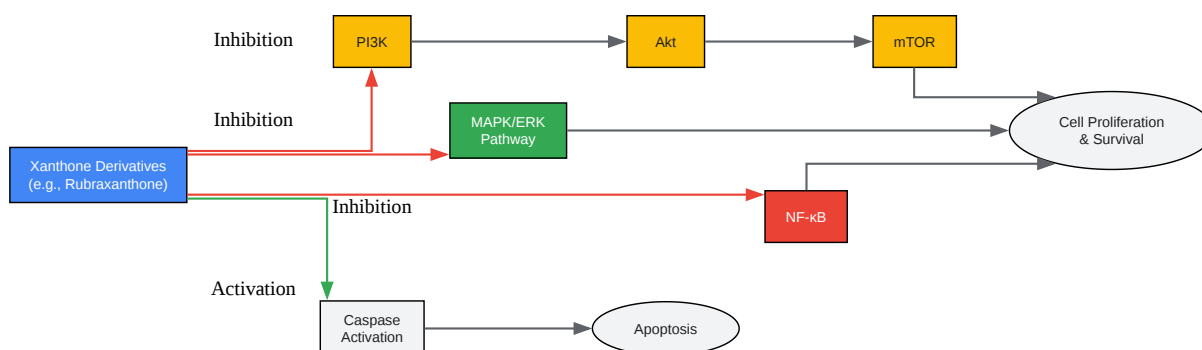 Inhibition
PI3K
Akt
mTOR
Inhibition
MAPK/ERK
Pathway
Cell Proliferation
& Survival
Xanthone Derivatives
(e.g., Rubraxanthone)
Inhibition
NF-κB
Activation
Caspase
Activation
Apoptosis